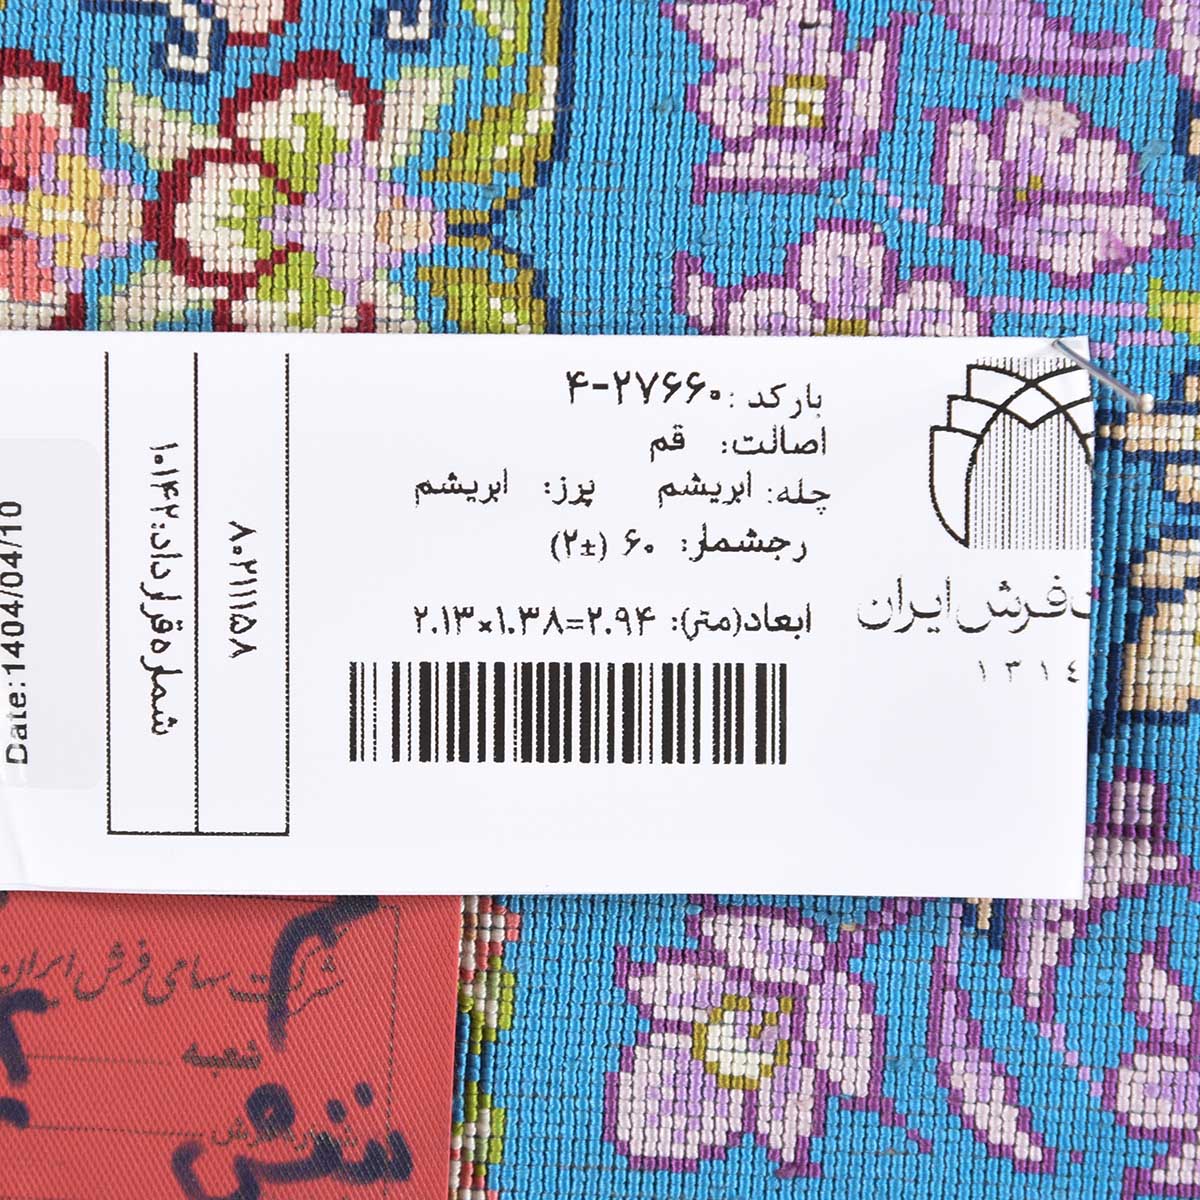 بارکد: ۴-۲۷۶۶۰
اصالت: قم
چله: ابریشم پرز: ابریشم
رجشمار: ۶۰ (±۲)
ابعاد(متر): ۲.۱۳×۱.۳۸=۲.۹۴
ت فرش ایران
۱۳۱٤
۸۰۲۱۱۱۵۸
شماره قرارداد:۱۰۱۴۲
Date:1404/04/10
شرکت سهامی فرش ایران
شعبه